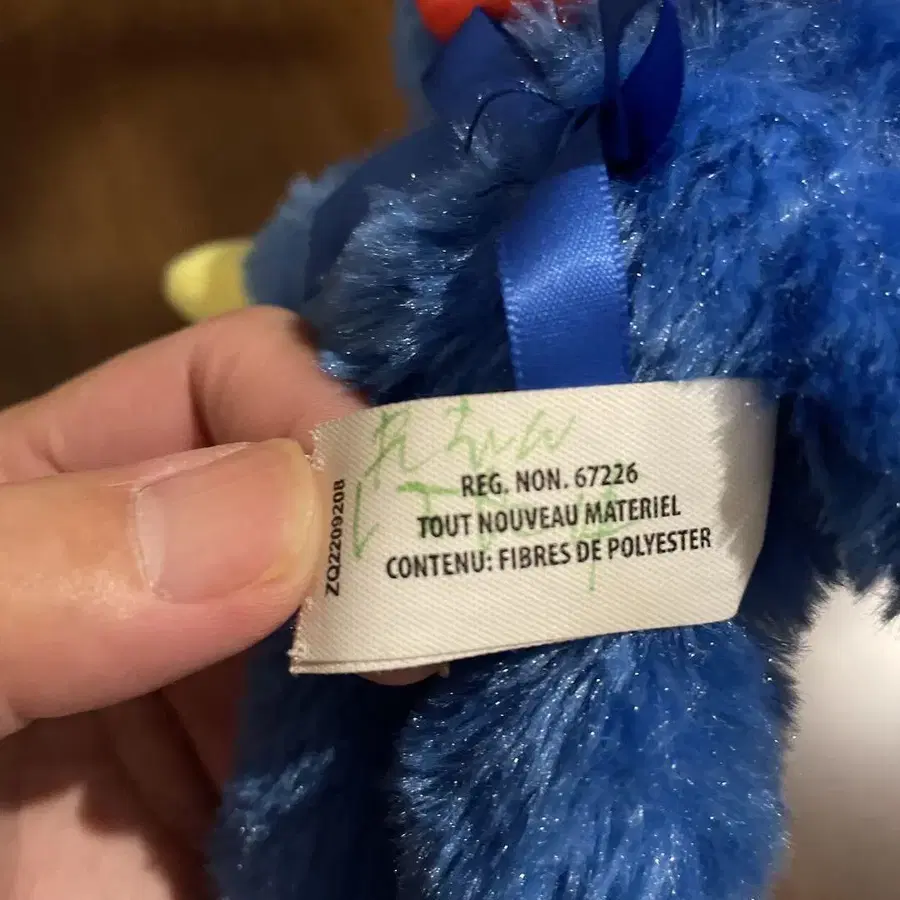 REG. NON. 67226
TOUT NOUVEAU MATERIEL
CONTENU: FIBRES DE POLYESTER
ZQ2209208